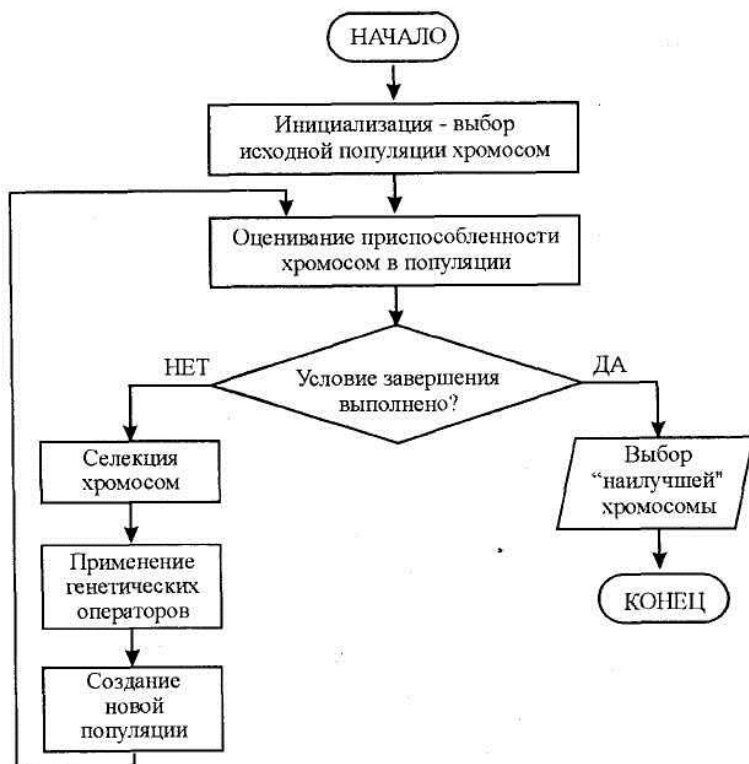 НАЧАЛО
Инициализация - выбор
исходной популяции хромосом
Оценивание приспособленности
хромосом в популяции
Условие завершения
выполнено?
НЕТ
ДА
Селекция
хромосом
Применение
генетических
операторов
Создание
новой
популяции
Выбор
“наилучшей"
хромосомы
КОНЕЦ